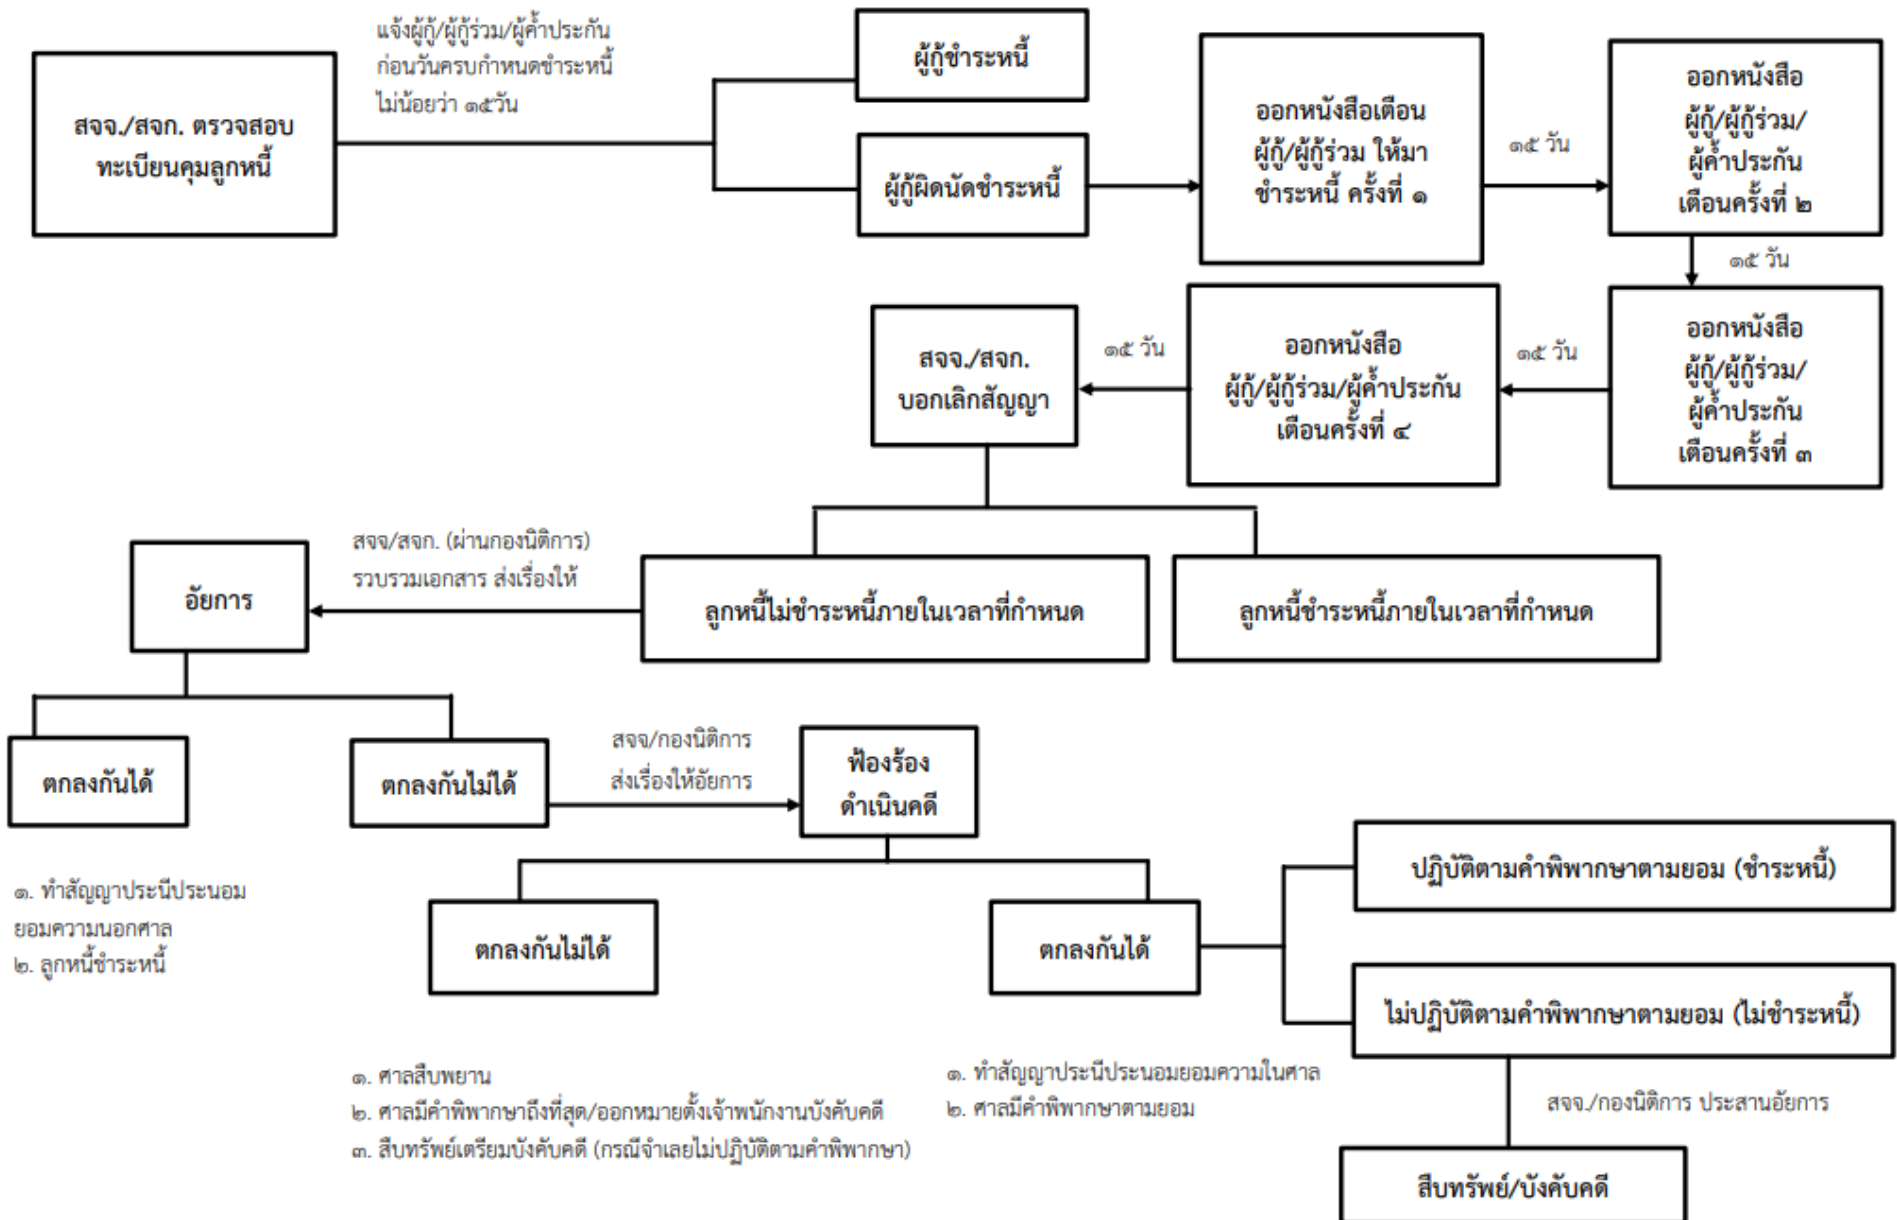 แจ้งผู้กู้/ผู้กู้ร่วม/ผู้ค้ำประกัน
ก่อนวันครบกำหนดชำระหนี้
ไม่น้อยว่า ๑๕วัน
สจจ./สจก. ตรวจสอบ
ทะเบียนคุมลูกหนี้
ผู้กู้ชำระหนี้
ผู้กู้ผิดนัดชำระหนี้
ออกหนังสือเตือน
ผู้กู้/ผู้กู้ร่วม ให้มา
ชำระหนี้ ครั้งที่ ๑
๑๕ วัน
ออกหนังสือ
ผู้กู้/ผู้กู้ร่วม/
ผู้ค้ำประกัน
เตือนครั้งที่ ๒
๑๕ วัน
ออกหนังสือ
ผู้กู้/ผู้กู้ร่วม/
ผู้ค้ำประกัน
เตือนครั้งที่ ๓
๑๕ วัน
ออกหนังสือ
ผู้กู้/ผู้กู้ร่วม/ผู้ค้ำประกัน
เตือนครั้งที่ ๔
๑๕ วัน
สจจ./สจก.
บอกเลิกสัญญา
ลูกหนี้ไม่ชำระหนี้ภายในเวลาที่กำหนด
ลูกหนี้ชำระหนี้ภายในเวลาที่กำหนด
สจจ/สจก. (ผ่านกองนิติการ)
รวบรวมเอกสาร ส่งเรื่องให้
อัยการ
ตกลงกันได้
ตกลงกันไม่ได้
๑. ทำสัญญาประนีประนอม
ยอมความนอกศาล
๒. ลูกหนี้ชำระหนี้
สจจ/กองนิติการ
ส่งเรื่องให้อัยการ
ฟ้องร้อง
ดำเนินคดี
ตกลงกันไม่ได้
ตกลงกันได้
๑. ศาลสืบพยาน
๒. ศาลมีคำพิพากษาถึงที่สุด/ออกหมายตั้งเจ้าพนักงานบังคับคดี
๓. สืบทรัพย์เตรียมบังคับคดี (กรณีจำเลยไม่ปฏิบัติตามคำพิพากษา)
๑. ทำสัญญาประนีประนอมยอมความในศาล
๒. ศาลมีคำพิพากษาตามยอม
ปฏิบัติตามคำพิพากษาตามยอม (ชำระหนี้)
ไม่ปฏิบัติตามคำพิพากษาตามยอม (ไม่ชำระหนี้)
สจจ./กองนิติการ ประสานอัยการ
สืบทรัพย์/บังคับคดี